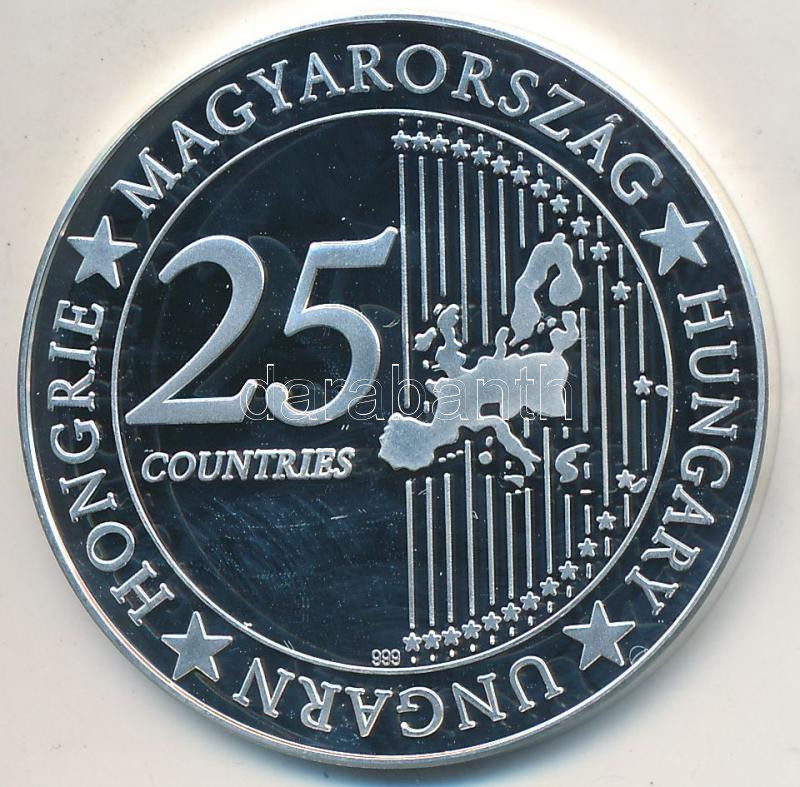 MAGYARORSZÁG
HUNGARY
UNGARN
HONGRIE
25
COUNTRIES
999
darabanth